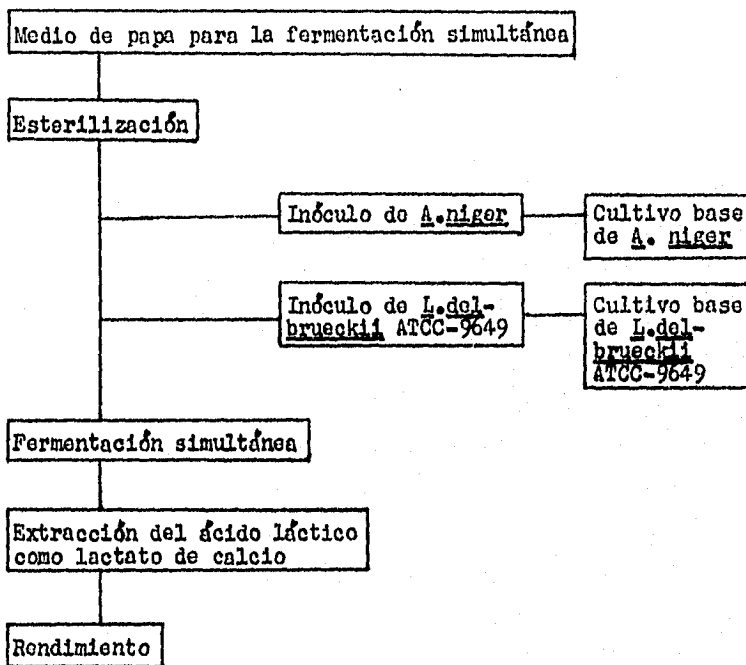 Medio de papa para la fermentación simultánea
Esterilización
Inóculo de A.niger
Cultivo base
de A. niger
Inóculo de L.del-
brueckii ATCC-9649
Cultivo base
de L.del-
brueckii
ATCC-9649
Fermentación simultánea
Extracción del ácido láctico
como lactato de calcio
Rendimiento